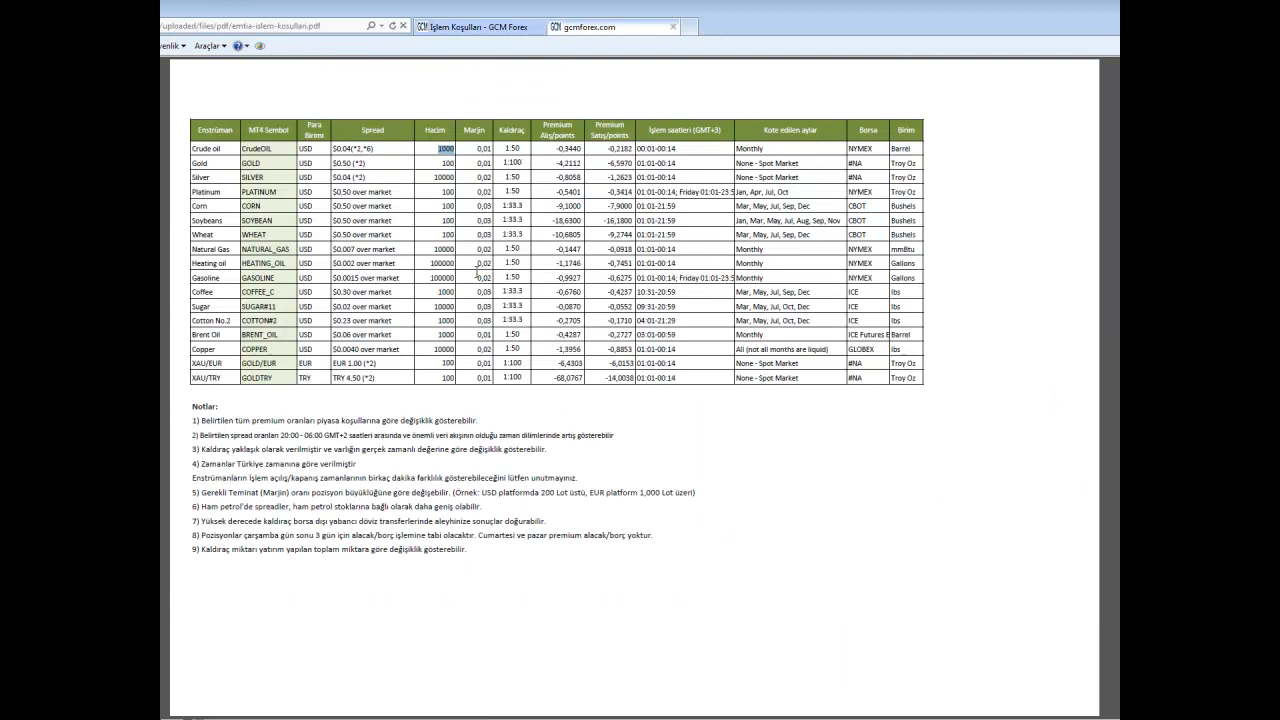 /uploaded/files/pdf/emtia-islem-kosullari.pdf
GCM İşlem Koşulları - GCM Forex
GCM gcmforex.com
venlik Araçlar
Enstrüman MT4 Sembol Para Birimi Spread Hacim Marjin Kaldıraç Premium Alış/points Premium Satış/points İşlem saatleri (GMT+3) Kote edilen aylar Borsa Birim
Crude oil CrudeOIL USD $0.04(*2,*6) 1000 0,01 1:50 -0,3440 -0,2182 00:01-00:14 Monthly NYMEX Barrel
Gold GOLD USD $0.50 (*2) 100 0,01 1:100 -4,2112 -6,5970 01:01-00:14 None - Spot Market #NA Troy Oz
Silver SILVER USD $0.04 (*2) 10000 0,02 1:50 -0,8058 -1,2623 01:01-00:14 None - Spot Market #NA Troy Oz
Platinum PLATINUM USD $0.50 over market 100 0,02 1:50 -0,5401 -0,3414 01:01-00:14; Friday 01:01-23:5 Jan, Apr, Jul, Oct NYMEX Troy Oz
Corn CORN USD $0.50 over market 100 0,03 1:33.3 -9,1000 -7,9000 01:01-21:59 Mar, May, Jul, Sep, Dec CBOT Bushels
Soybeans SOYBEAN USD $0.50 over market 100 0,03 1:33.3 -18,6300 -16,1800 01:01-21:59 Jan, Mar, May, Jul, Aug, Sep, Nov CBOT Bushels
Wheat WHEAT USD $0.50 over market 100 0,03 1:33.3 -10,6805 -9,2744 01:01-21:59 Mar, May, Jul, Sep, Dec CBOT Bushels
Natural Gas NATURAL_GAS USD $0.007 over market 10000 0,02 1:50 -0,1447 -0,0918 01:01-00:14 Monthly NYMEX mmBtu
Heating oil HEATING_OIL USD $0.002 over market 100000 0,02 1:50 -1,1746 -0,7451 01:01-00:14 Monthly NYMEX Gallons
Gasoline GASOLINE USD $0.0015 over market 100000 0,02 1:50 -0,9927 -0,6275 01:01-00:14; Friday 01:01-23:5 Monthly NYMEX Gallons
Coffee COFFEE_C USD $0.30 over market 1000 0,03 1:33.3 -0,6760 -0,4237 10:31-20:59 Mar, May, Jul, Sep, Dec ICE lbs
Sugar SUGAR#11 USD $0.02 over market 10000 0,03 1:33.3 -0,0870 -0,0552 09:31-20:59 Mar, May, Jul, Oct ICE lbs
Cotton No.2 COTTON#2 USD $0.23 over market 1000 0,03 1:33.3 -0,2705 -0,1710 04:01-21:29 Mar, May, Jul, Oct, Dec ICE lbs
Brent Oil BRENT_OIL USD $0.06 over market 1000 0,01 1:50 -0,4287 -0,2727 03:01-00:59 Monthly ICE Futures E Barrel
Copper COPPER USD $0.0040 over market 10000 0,02 1:50 -1,3956 -0,8853 01:01-00:14 All (not all months are liquid) GLOBEX lbs
XAU/EUR GOLD/EUR EUR EUR 1.00 (*2) 100 0,01 1:100 -6,4303 -6,0153 01:01-00:14 None - Spot Market #NA Troy Oz
XAU/TRY GOLDTRY TRY TRY 4.50 (*2) 100 0,01 1:100 -68,0767 -14,0038 01:01-00:14 None - Spot Market #NA Troy Oz
Notlar:
1) Belirtilen tüm premium oranları piyasa koşullarına göre değişiklik gösterebilir.
2) Belirtilen spread oranları 20:00 - 06:00 GMT+2 saatleri arasında ve önemli veri akışının olduğu zaman dilimlerinde artış gösterebilir
3) Kaldıraç yaklaşık olarak verilmiştir ve varlığın gerçek zamanlı değerine göre değişiklik gösterebilir.
4) Zamanlar Türkiye zamanına göre verilmiştir
Enstrümanların İşlem açılış/kapanış zamanlarının birkaç dakika farklılık gösterebileceğini lütfen unutmayınız.
5) Gerekli Teminat (Marjin) oranı pozisyon büyüklüğüne göre değişebilir. (Örnek: USD platformda 200 Lot üstü, EUR platform 1,000 Lot üzeri)
6) Ham petrol'de spreadler, ham petrol stoklarına bağlı olarak daha geniş olabilir.
7) Yüksek derecede kaldıraç borsa dışı yabancı döviz transferlerinde aleyhinize sonuçlar doğurabilir.
8) Pozisyonlar çarşamba gün sonu 3 gün için alacak/borç işlemine tabi olacaktır. Cumartesi ve pazar premium alacak/borç yoktur.
9) Kaldıraç miktarı yatırım yapılan toplam miktara göre değişiklik gösterebilir.